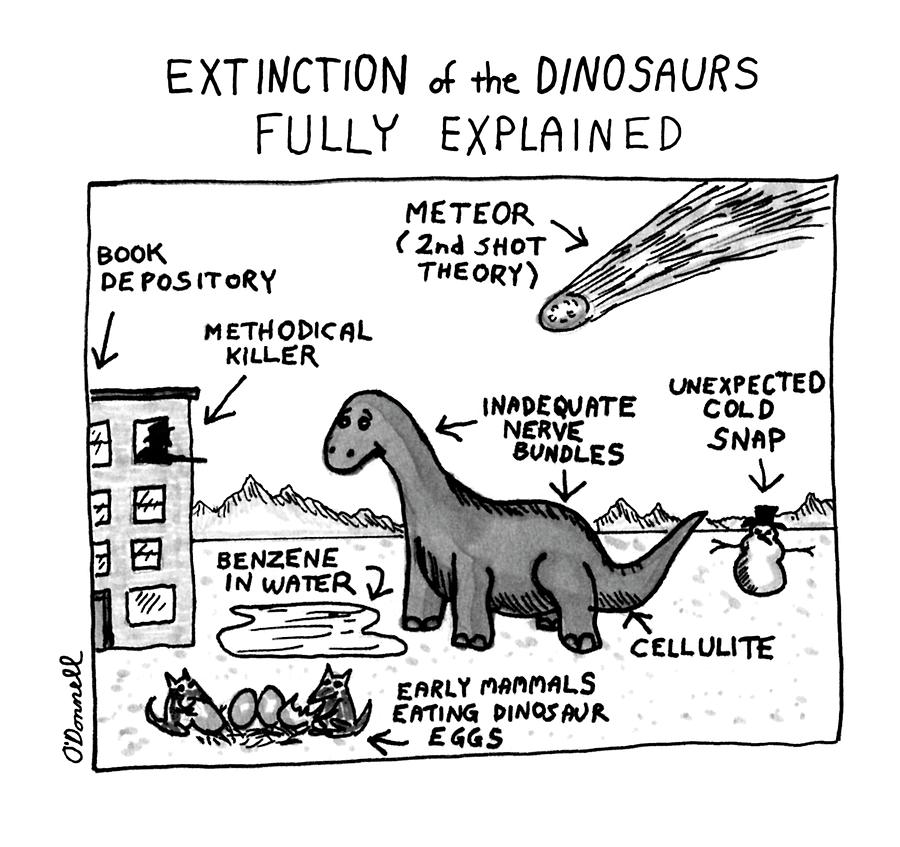 EXTINCTION of the DINOSAURS
FULLY EXPLAINED
METEOR
(2nd SHOT
THEORY)
BOOK
DEPOSITORY
METHODICAL
KILLER
INADEQUATE
NERVE
BUNDLES
UNEXPECTED
COLD
SNAP
BENZENE
IN WATER
CELLULITE
EARLY MAMMALS
EATING DINOSAUR
EGGS
O'Donnell